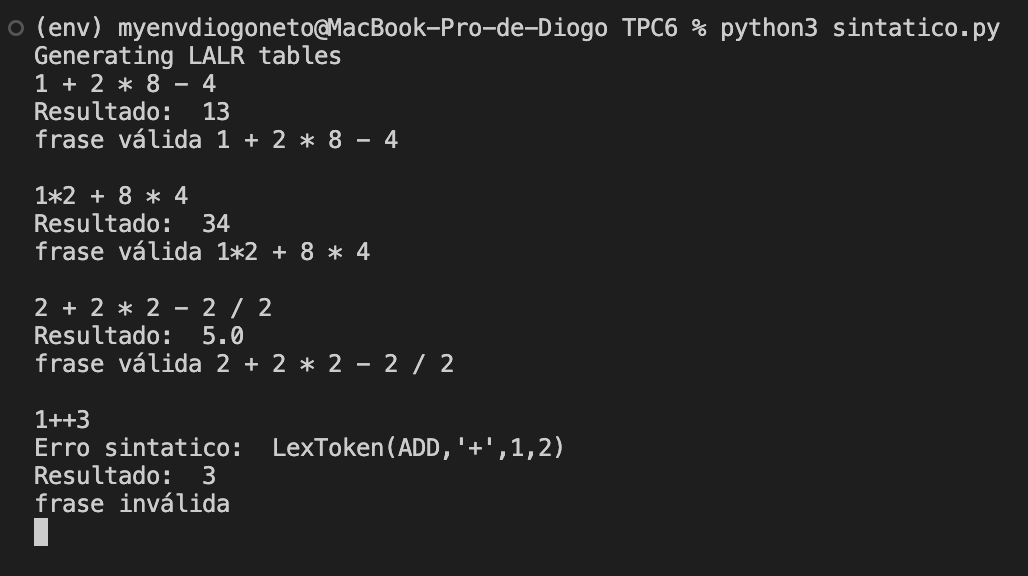 (env) myenvdiogoneto@MacBook-Pro-de-Diogo TPC6 % python3 sintatico.py
Generating LALR tables
1 + 2 * 8 - 4
Resultado:  13
frase válida 1 + 2 * 8 - 4

1*2 + 8 * 4
Resultado:  34
frase válida 1*2 + 8 * 4

2 + 2 * 2 - 2 / 2
Resultado:  5.0
frase válida 2 + 2 * 2 - 2 / 2

1++3
Erro sintatico:  LexToken(ADD,'+',1,2)
Resultado:  3
frase inválida